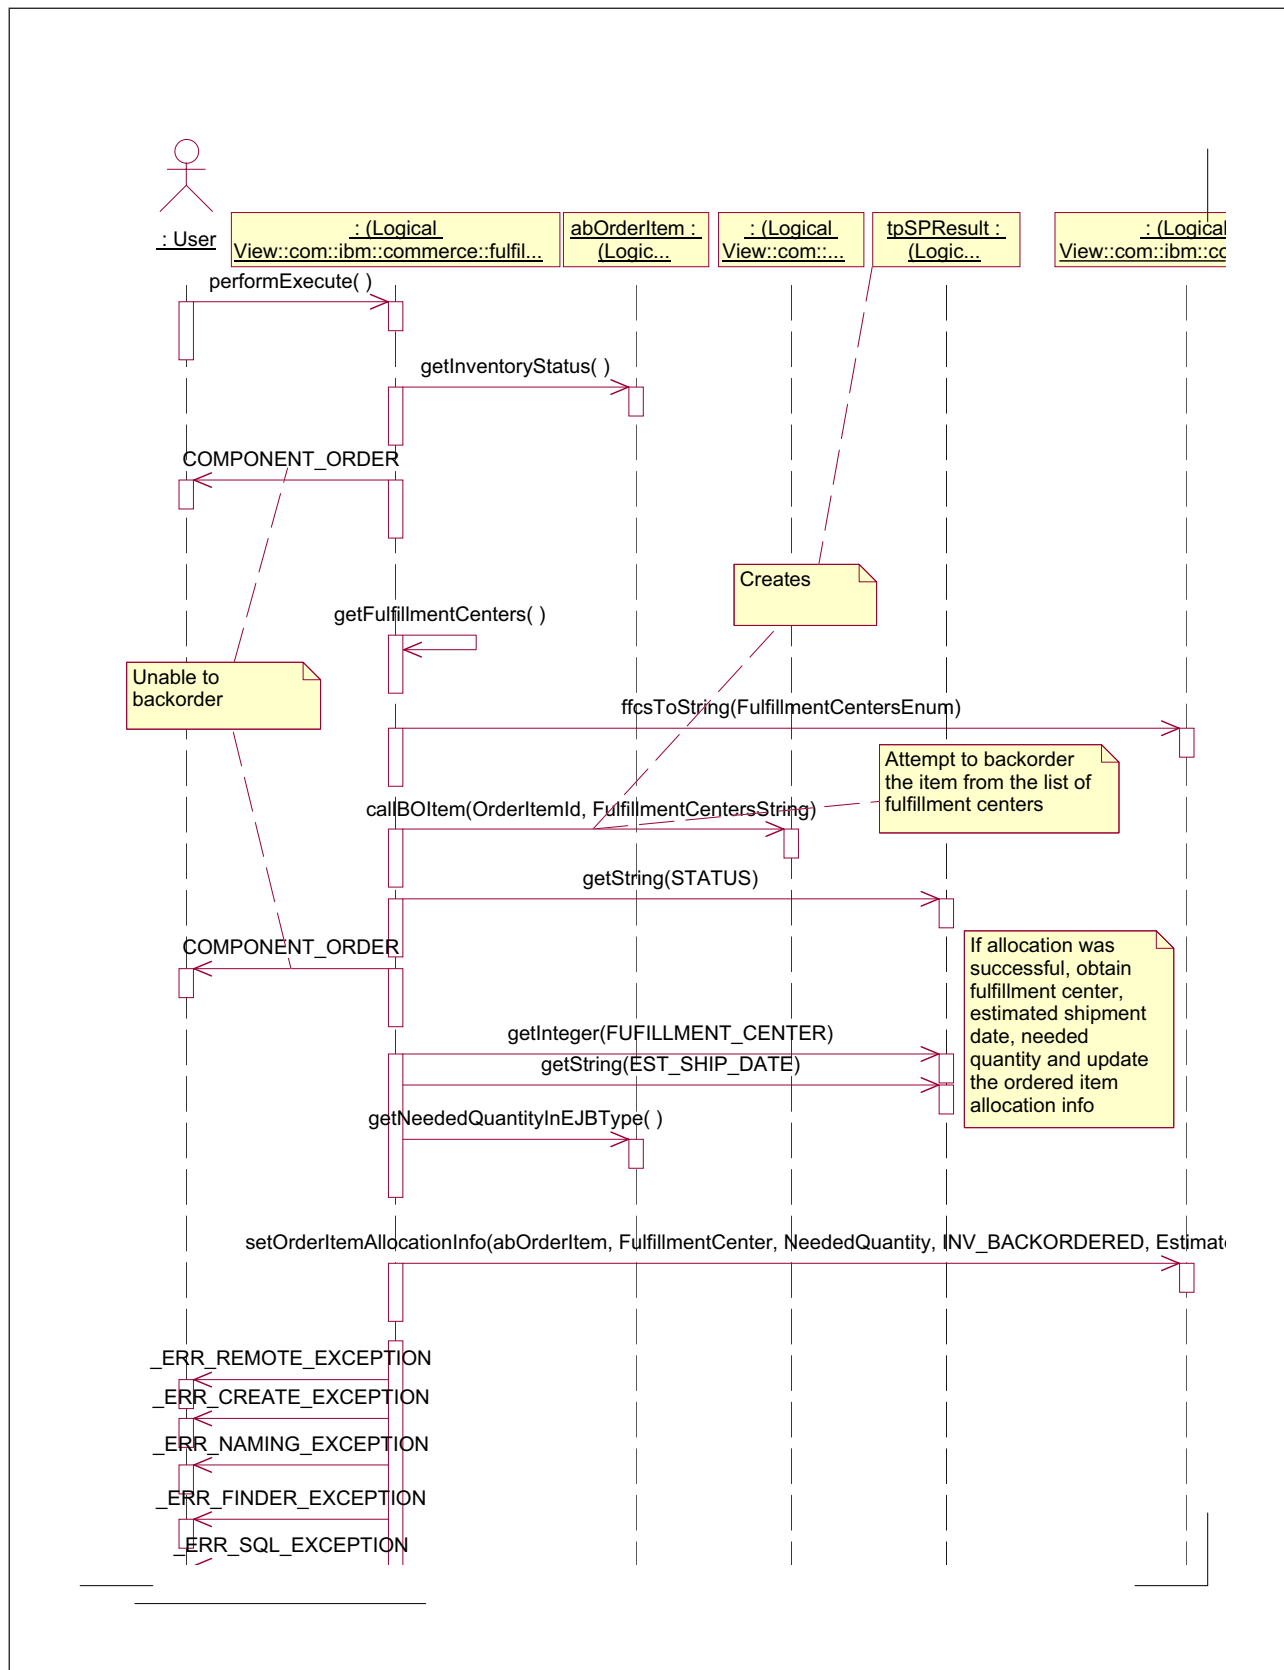 : User
: (Logical
View::com::ibm::commerce::fulfil...
abOrderItem :
(Logic...
: (Logical
View::com::...
tpSPResult :
(Logic...
: (Logical
View::com::ibm::co
performExecute( )
getInventoryStatus( )
COMPONENT_ORDER
Creates
getFulfillmentCenters( )
Unable to
backorder
ffcsToString(FulfillmentCentersEnum)
Attempt to backorder
the item from the list of
fulfillment centers
callBOItem(OrderItemId, FulfillmentCentersString)
getString(STATUS)
COMPONENT_ORDER
If allocation was
successful, obtain
fulfillment center,
estimated shipment
date, needed
quantity and update
the ordered item
allocation info
getInteger(FUFILLMENT_CENTER)
getString(EST_SHIP_DATE)
getNeededQuantityInEJBType( )
setOrderItemAllocationInfo(abOrderItem, FulfillmentCenter, NeededQuantity, INV_BACKORDERED, Estimate
_ERR_REMOTE_EXCEPTION
_ERR_CREATE_EXCEPTION
_ERR_NAMING_EXCEPTION
_ERR_FINDER_EXCEPTION
_ERR_SQL_EXCEPTION